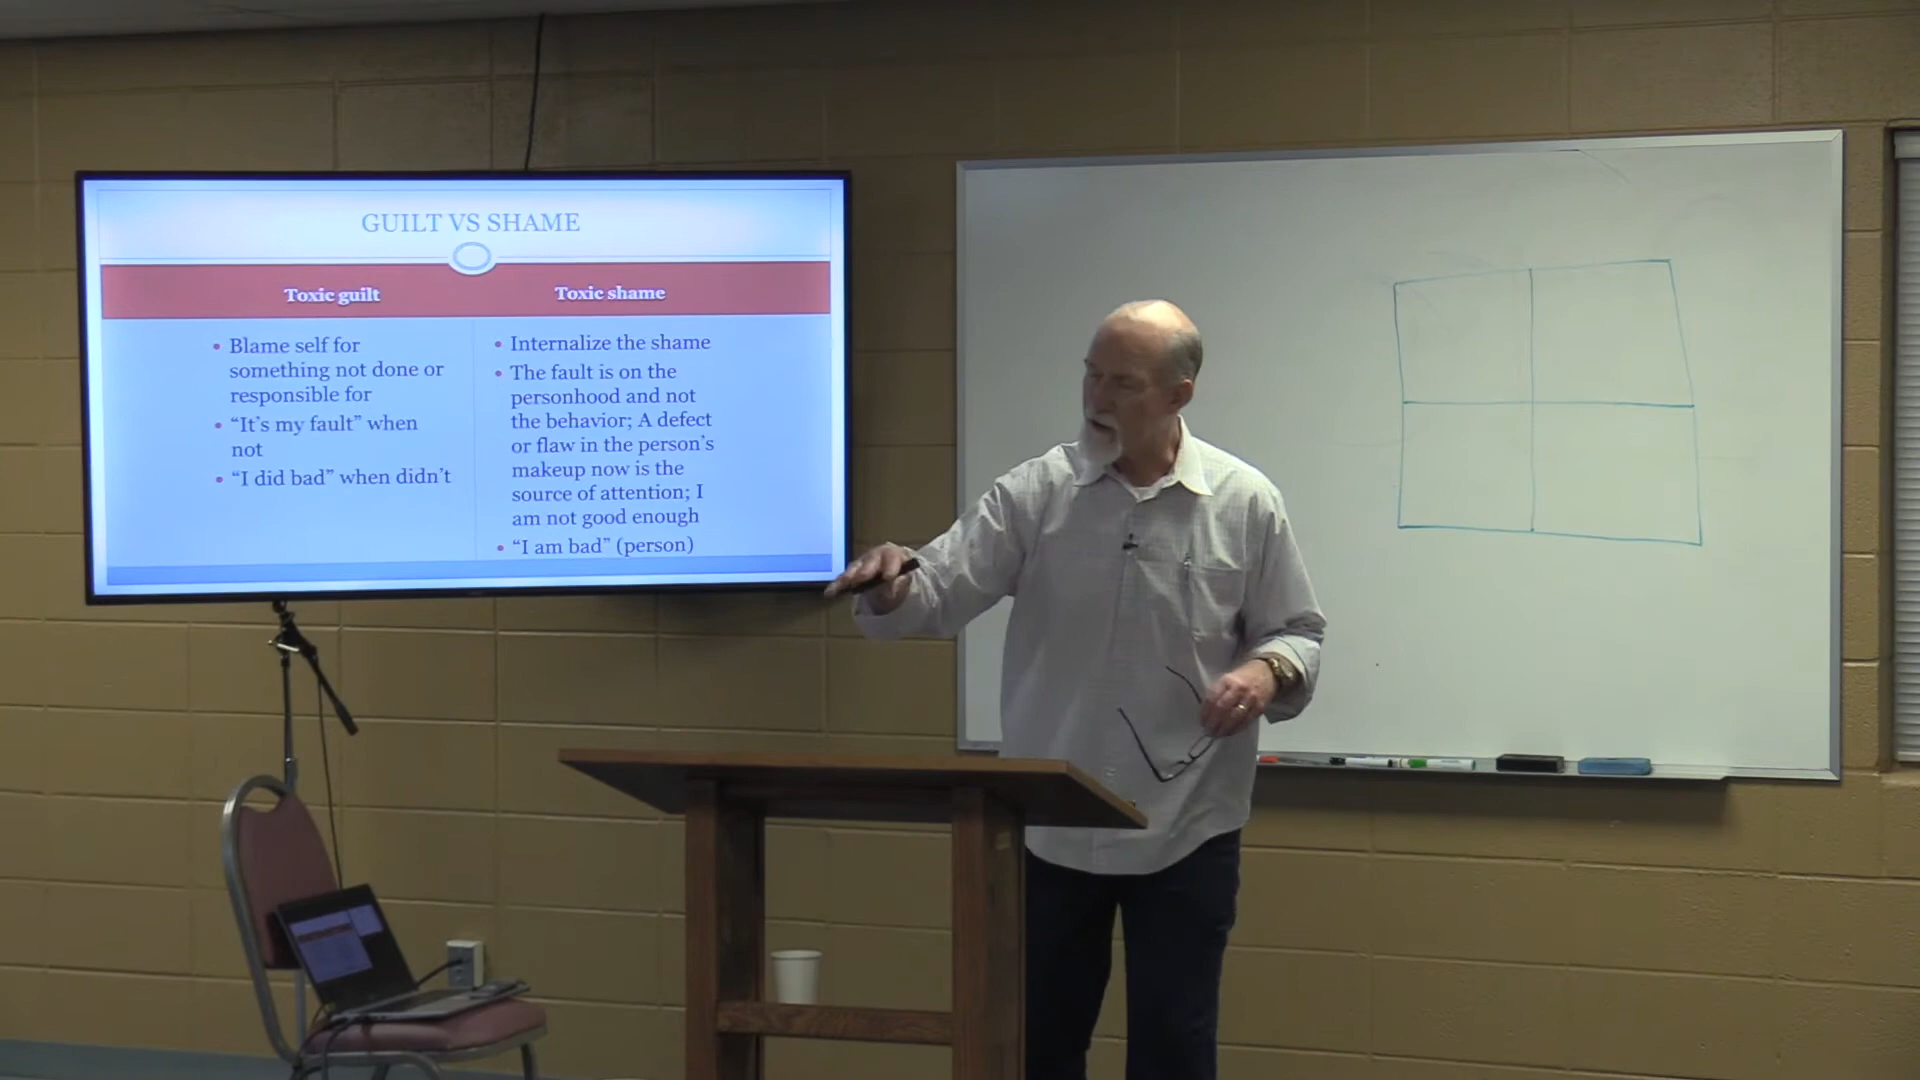 GUILT VS SHAME
Toxic guilt
Toxic shame
• Blame self for
something not done or
responsible for
• “It’s my fault” when
not
• “I did bad” when didn’t
• Internalize the shame
• The fault is on the
personhood and not
the behavior; A defect
or flaw in the person’s
makeup now is the
source of attention; I
am not good enough
• “I am bad” (person)